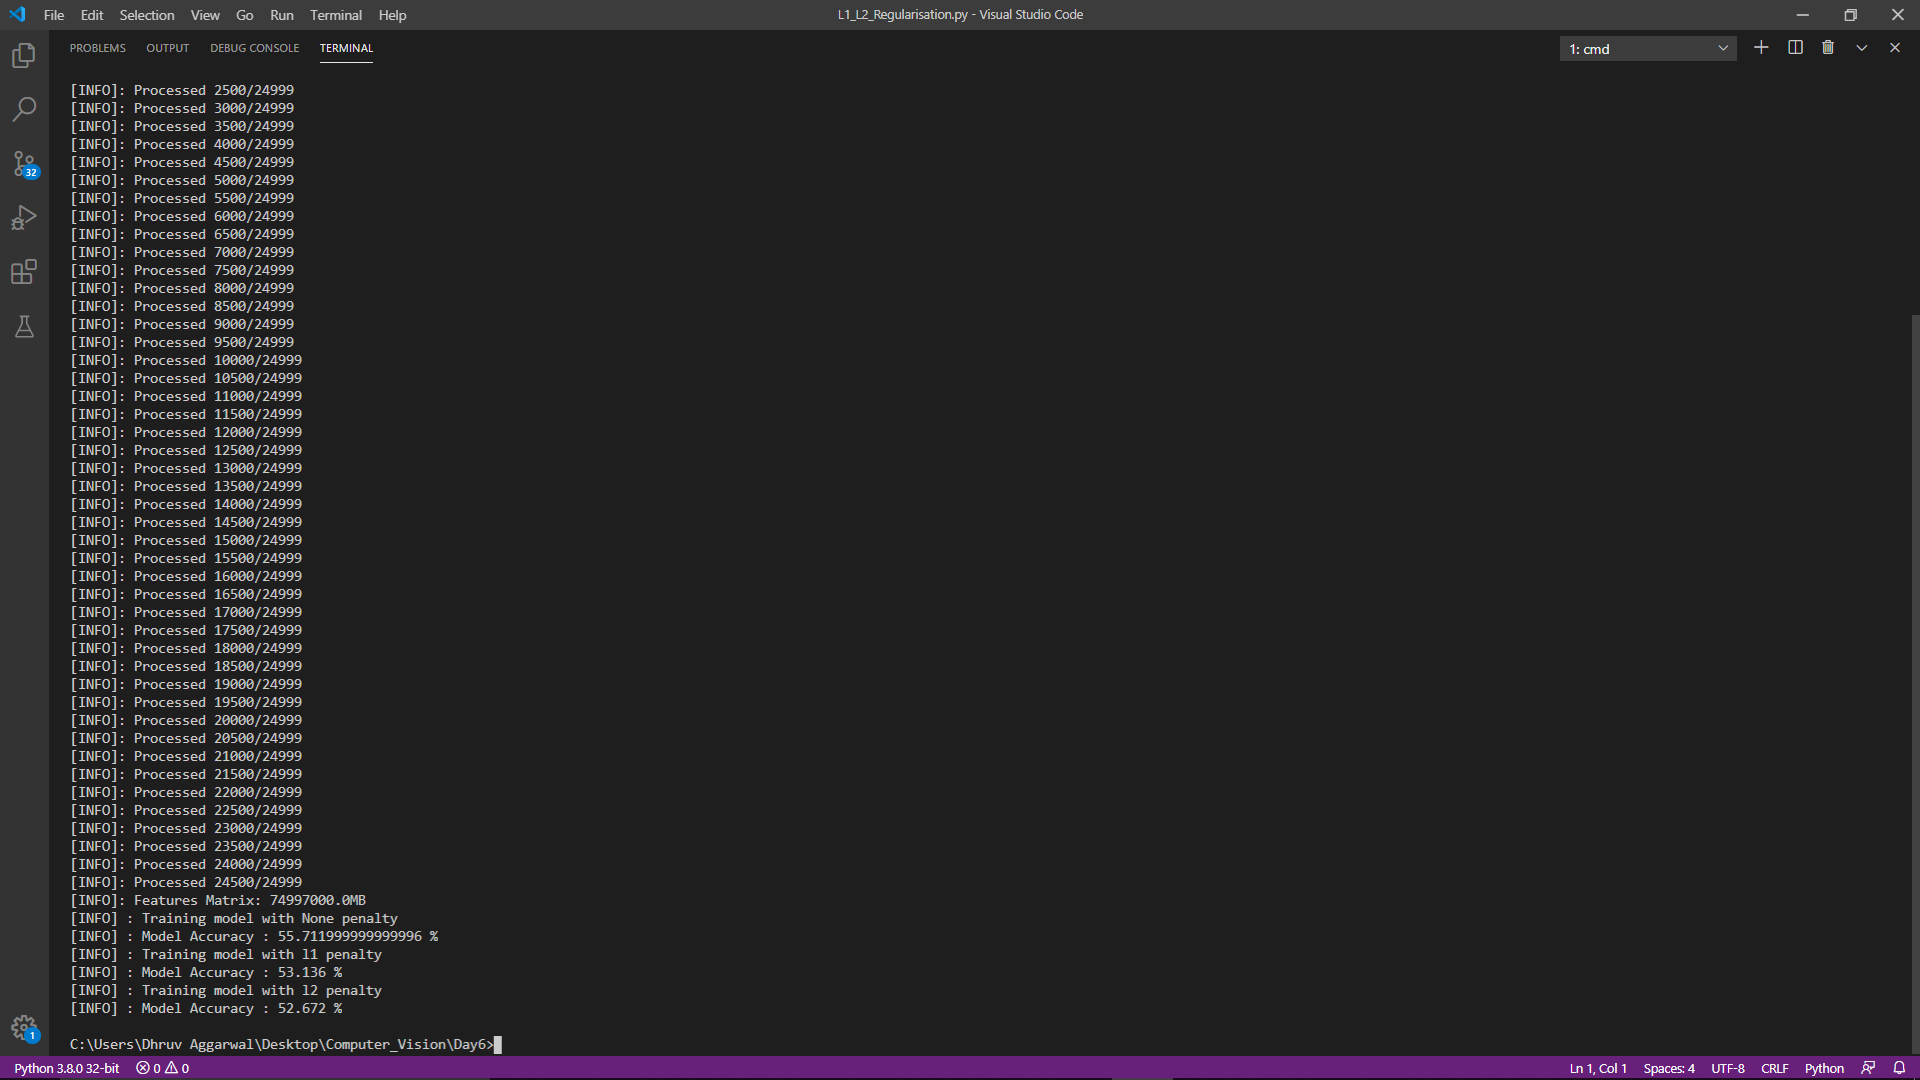 File Edit Selection View Go Run Terminal Help
L1_L2_Regularisation.py - Visual Studio Code
PROBLEMS OUTPUT DEBUG CONSOLE TERMINAL
1: cmd
[INFO]: Processed 2500/24999
[INFO]: Processed 3000/24999
[INFO]: Processed 3500/24999
[INFO]: Processed 4000/24999
[INFO]: Processed 4500/24999
[INFO]: Processed 5000/24999
[INFO]: Processed 5500/24999
[INFO]: Processed 6000/24999
[INFO]: Processed 6500/24999
[INFO]: Processed 7000/24999
[INFO]: Processed 7500/24999
[INFO]: Processed 8000/24999
[INFO]: Processed 8500/24999
[INFO]: Processed 9000/24999
[INFO]: Processed 9500/24999
[INFO]: Processed 10000/24999
[INFO]: Processed 10500/24999
[INFO]: Processed 11000/24999
[INFO]: Processed 11500/24999
[INFO]: Processed 12000/24999
[INFO]: Processed 12500/24999
[INFO]: Processed 13000/24999
[INFO]: Processed 13500/24999
[INFO]: Processed 14000/24999
[INFO]: Processed 14500/24999
[INFO]: Processed 15000/24999
[INFO]: Processed 15500/24999
[INFO]: Processed 16000/24999
[INFO]: Processed 16500/24999
[INFO]: Processed 17000/24999
[INFO]: Processed 17500/24999
[INFO]: Processed 18000/24999
[INFO]: Processed 18500/24999
[INFO]: Processed 19000/24999
[INFO]: Processed 19500/24999
[INFO]: Processed 20000/24999
[INFO]: Processed 20500/24999
[INFO]: Processed 21000/24999
[INFO]: Processed 21500/24999
[INFO]: Processed 22000/24999
[INFO]: Processed 22500/24999
[INFO]: Processed 23000/24999
[INFO]: Processed 23500/24999
[INFO]: Processed 24000/24999
[INFO]: Processed 24500/24999
[INFO]: Features Matrix: 74997000.0MB
[INFO] : Training model with None penalty
[INFO] : Model Accuracy : 55.711999999999996 %
[INFO] : Training model with l1 penalty
[INFO] : Model Accuracy : 53.136 %
[INFO] : Training model with l2 penalty
[INFO] : Model Accuracy : 52.672 %
C:\Users\Dhruv Aggarwal\Desktop\Computer_Vision\Day6>
32
1
Python 3.8.0 32-bit 0 0
Ln 1, Col 1 Spaces: 4 UTF-8 CRLF Python